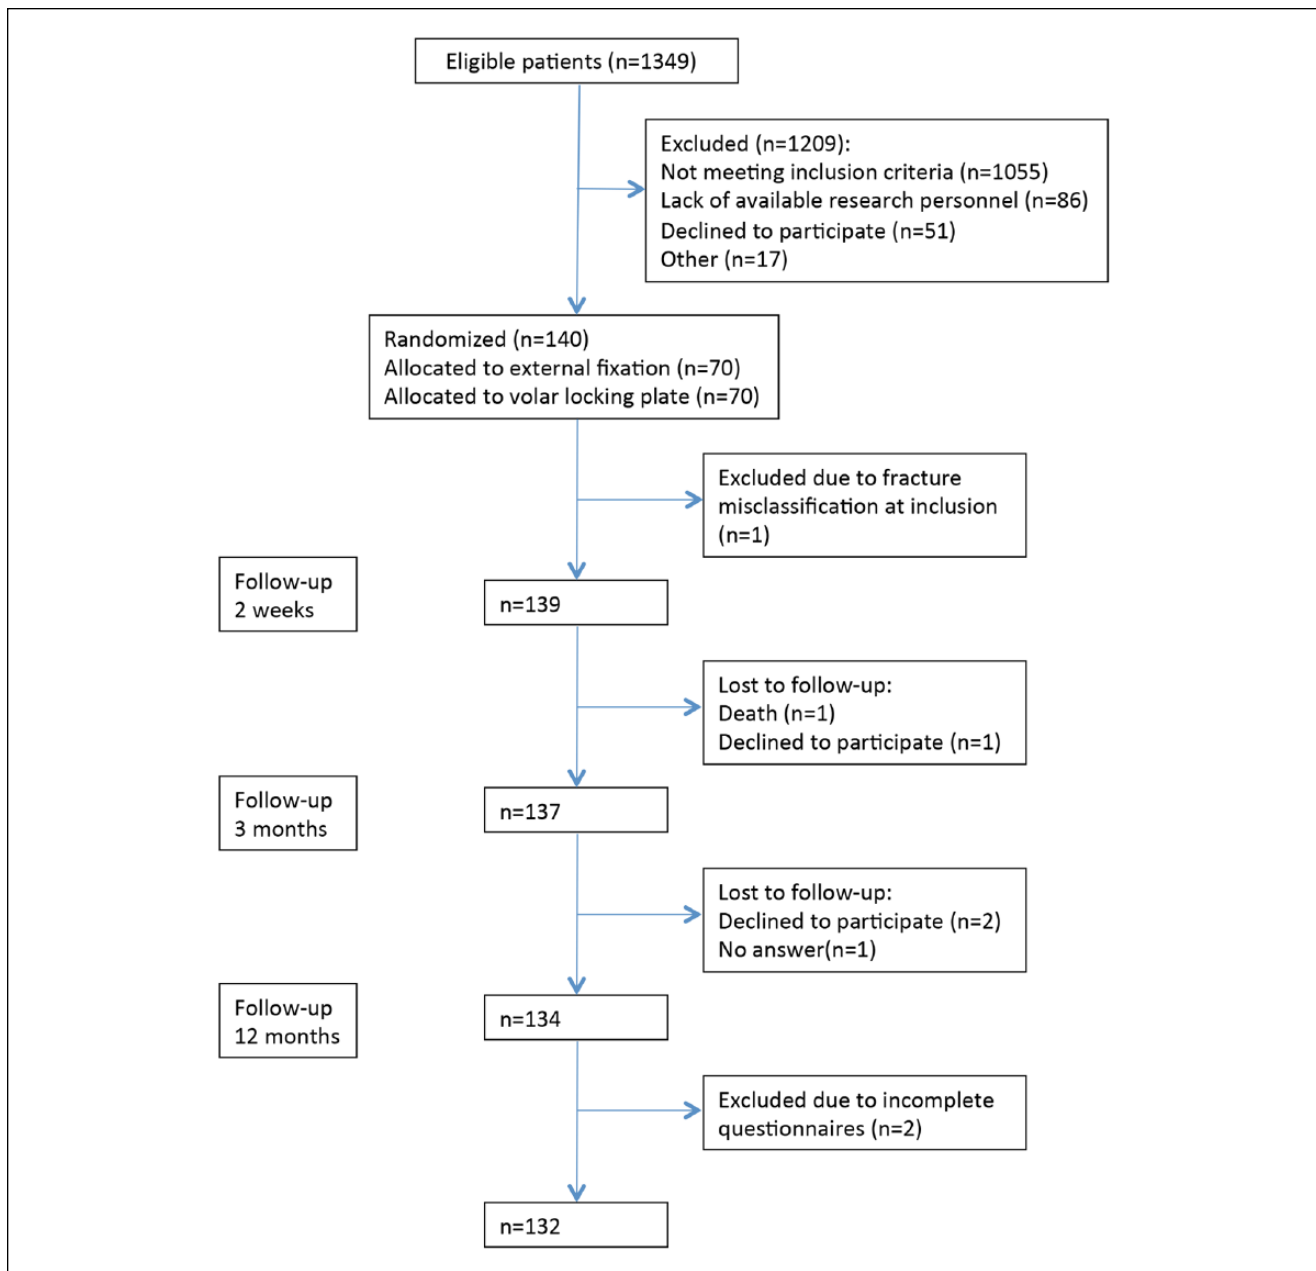 Eligible patients (n=1349)
Excluded (n=1209):
Not meeting inclusion criteria (n=1055)
Lack of available research personnel (n=86)
Declined to participate (n=51)
Other (n=17)
Randomized (n=140)
Allocated to external fixation (n=70)
Allocated to volar locking plate (n=70)
Excluded due to fracture
misclassification at inclusion
(n=1)
Follow-up
2 weeks
n=139
Lost to follow-up:
Death (n=1)
Declined to participate (n=1)
Follow-up
3 months
n=137
Lost to follow-up:
Declined to participate (n=2)
No answer(n=1)
Follow-up
12 months
n=134
Excluded due to incomplete
questionnaires (n=2)
n=132